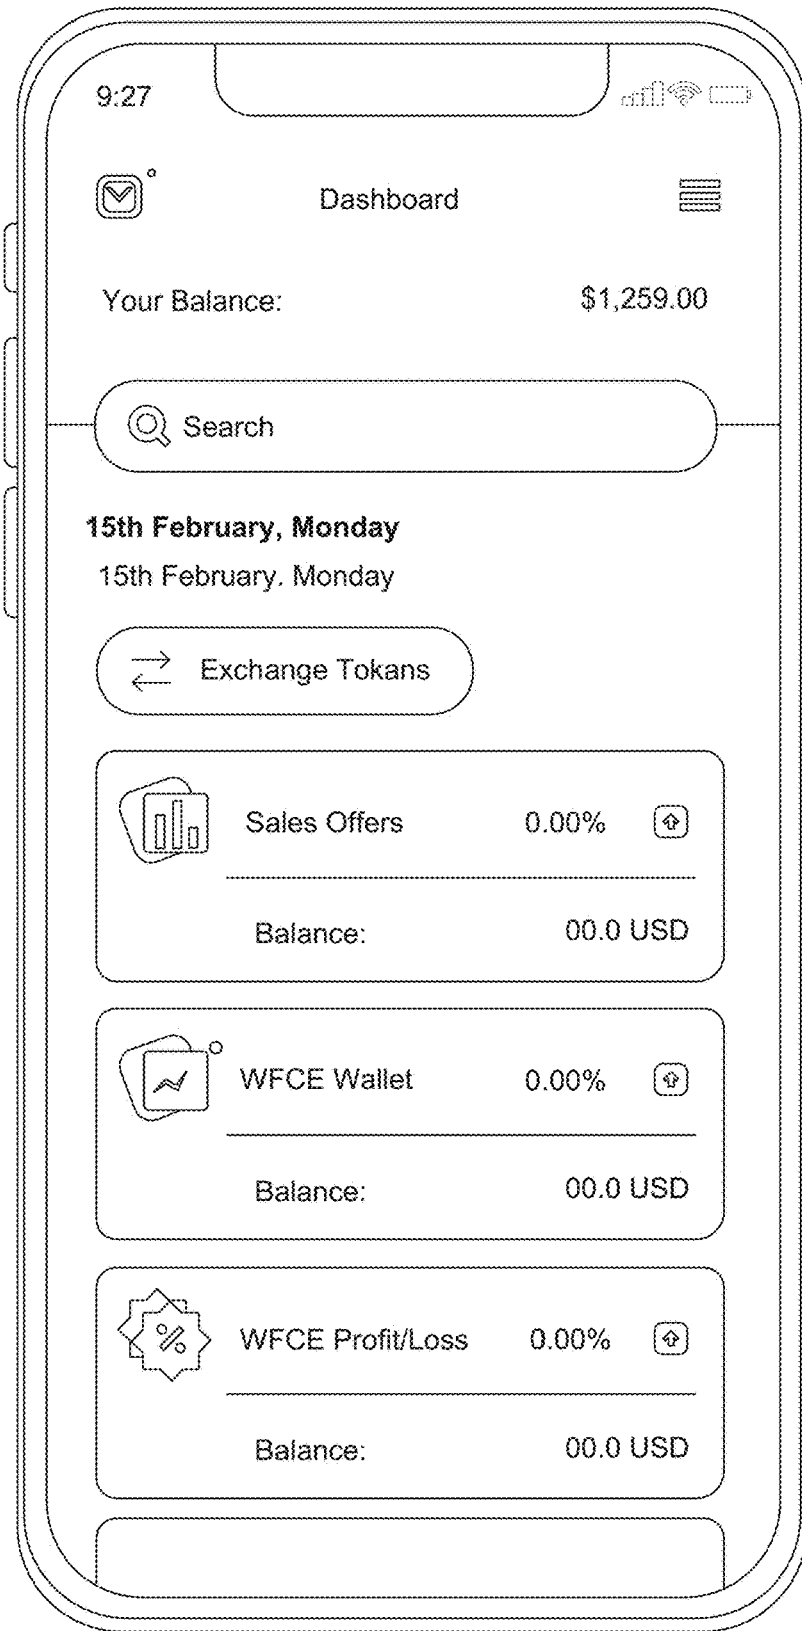 9:27
Dashboard
Your Balance: $1,259.00
Search
15th February, Monday
15th February. Monday
Exchange Tokans
Sales Offers 0.00%
Balance: 00.0 USD
WFCE Wallet 0.00%
Balance: 00.0 USD
WFCE Profit/Loss 0.00%
Balance: 00.0 USD